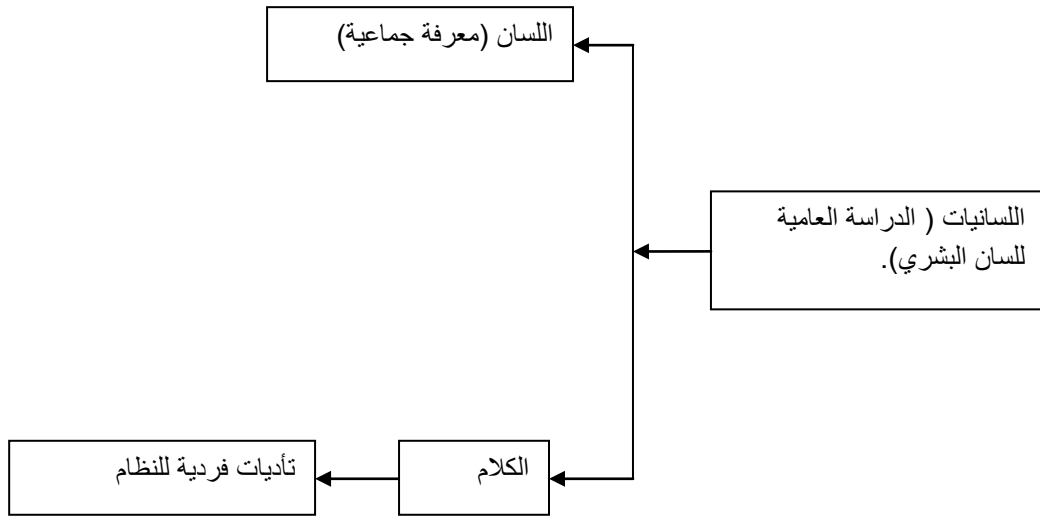 اللسان (معرفة جماعية)
اللسانيات ( الدراسة العامية
للسان البشري).
الكلام
تأديات فردية للنظام